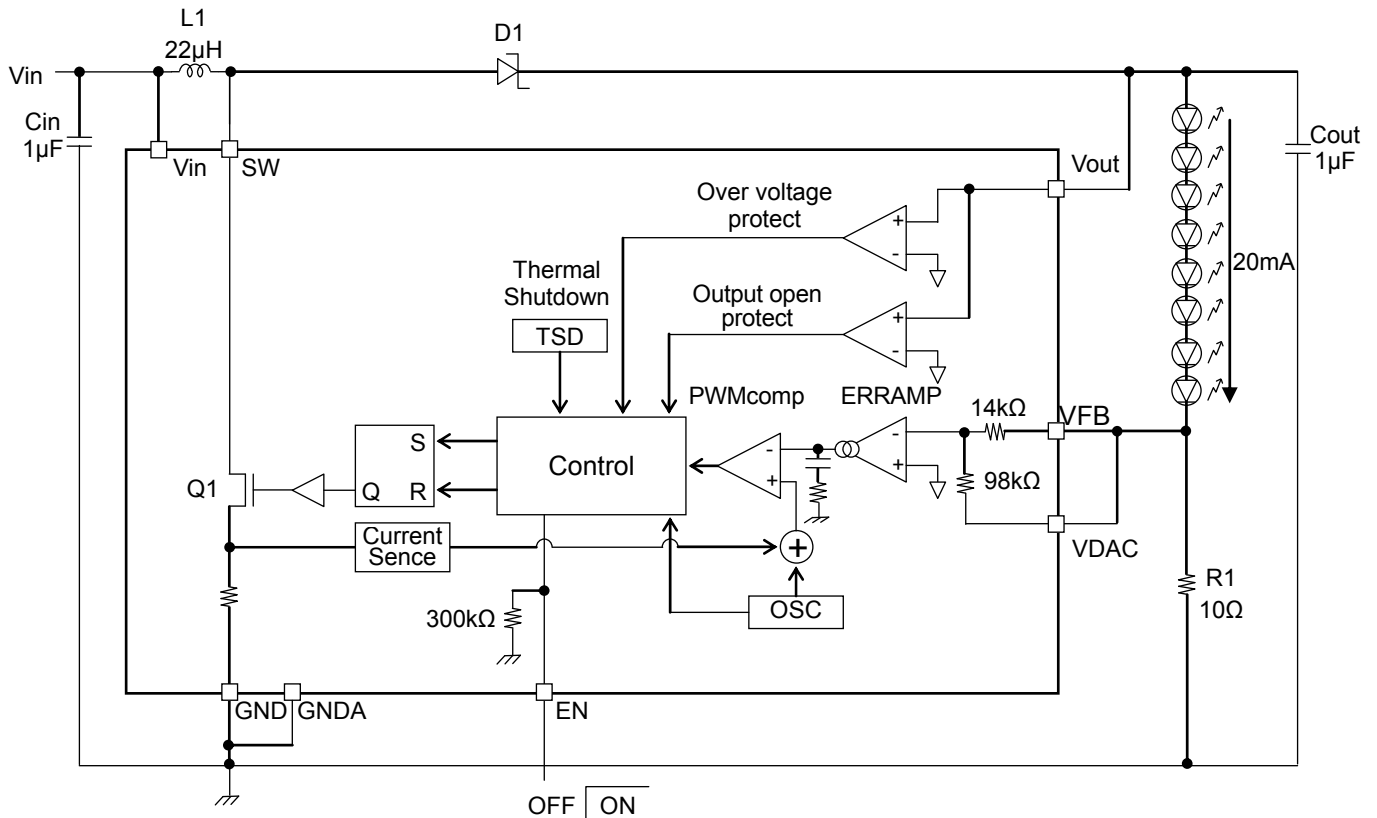 L1
22µH
D1
Vin
Cin
1µF
Cout
1µF
Vin
SW
Vout
Over voltage
protect
+
-
20mA
Thermal
Shutdown
TSD
Output open
protect
+
-
PWMcomp
ERRAMP
14kΩ
VFB
S
Q
R
Control
-
+
-
+
98kΩ
VDAC
Q1
Current
Sence
+
OSC
300kΩ
R1
10Ω
GND
GNDA
EN
OFF
ON